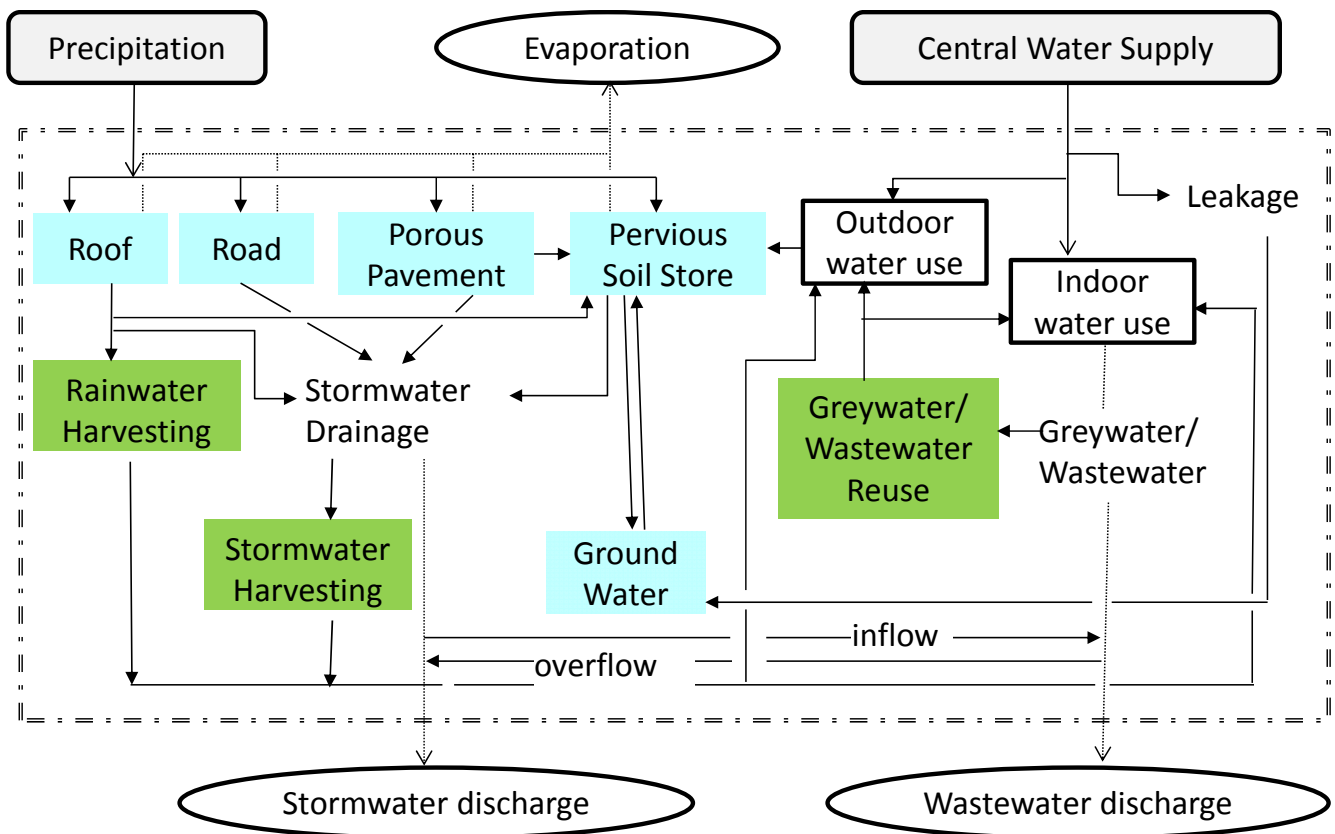 Precipitation
Evaporation
Central Water Supply
Leakage
Roof
Road
Porous
Pavement
Pervious
Soil Store
Outdoor
water use
Indoor
water use
Rainwater
Harvesting
Stormwater
Drainage
Greywater/
Wastewater
Reuse
Greywater/
Wastewater
Stormwater
Harvesting
Ground
Water
inflow
overflow
Stormwater discharge
Wastewater discharge